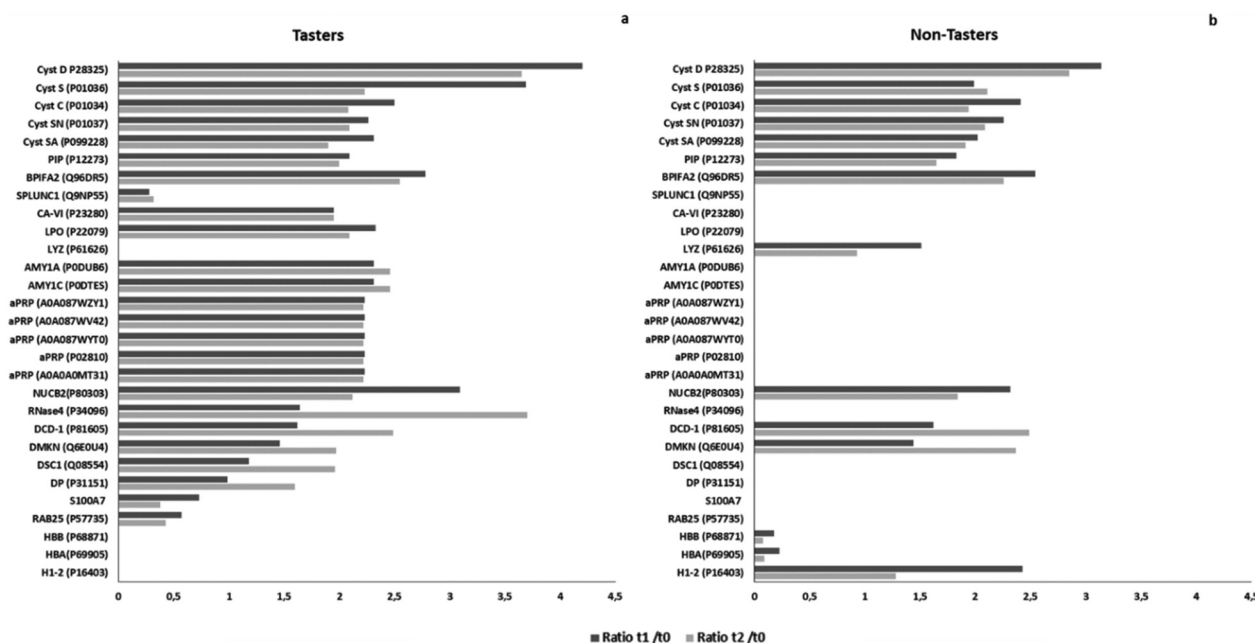 a
Tasters
Cyst D P28325)
Cyst S (P01036)
Cyst C (P01034)
Cyst SN (P01037)
Cyst SA (P099228)
PIP (P12273)
BPIFA2 (Q96DR5)
SPLUNC1 (Q9NP55)
CA-VI (P23280)
LPO (P22079)
LYZ (P61626)
AMY1A (P0DUB6)
AMY1C (P0DTES)
aPRP (A0A087WZY1)
aPRP (A0A087WV42)
aPRP (A0A087WYT0)
aPRP (P02810)
aPRP (A0A0A0MT31)
NUCB2(P80303)
RNase4 (P34096)
DCD-1 (P81605)
DMKN (Q6E0U4)
DSC1 (Q08554)
DP (P31151)
S100A7
RAB25 (P57735)
HBB (P68871)
HBA(P69905)
H1-2 (P16403)
0 0,5 1 1,5 2 2,5 3 3,5 4 4,5
b
Non-Tasters
Cyst D P28325)
Cyst S (P01036)
Cyst C (P01034)
Cyst SN (P01037)
Cyst SA (P099228)
PIP (P12273)
BPIFA2 (Q96DR5)
SPLUNC1 (Q9NP55)
CA-VI (P23280)
LPO (P22079)
LYZ (P61626)
AMY1A (P0DUB6)
AMY1C (P0DTES)
aPRP (A0A087WZY1)
aPRP (A0A087WV42)
aPRP (A0A087WYT0)
aPRP (P02810)
aPRP (A0A0A0MT31)
NUCB2(P80303)
RNase4 (P34096)
DCD-1 (P81605)
DMKN (Q6E0U4)
DSC1 (Q08554)
DP (P31151)
S100A7
RAB25 (P57735)
HBB (P68871)
HBA(P69905)
H1-2 (P16403)
0 0,5 1 1,5 2 2,5 3 3,5 4 4,5
Ratio t1 /t0 Ratio t2 /t0